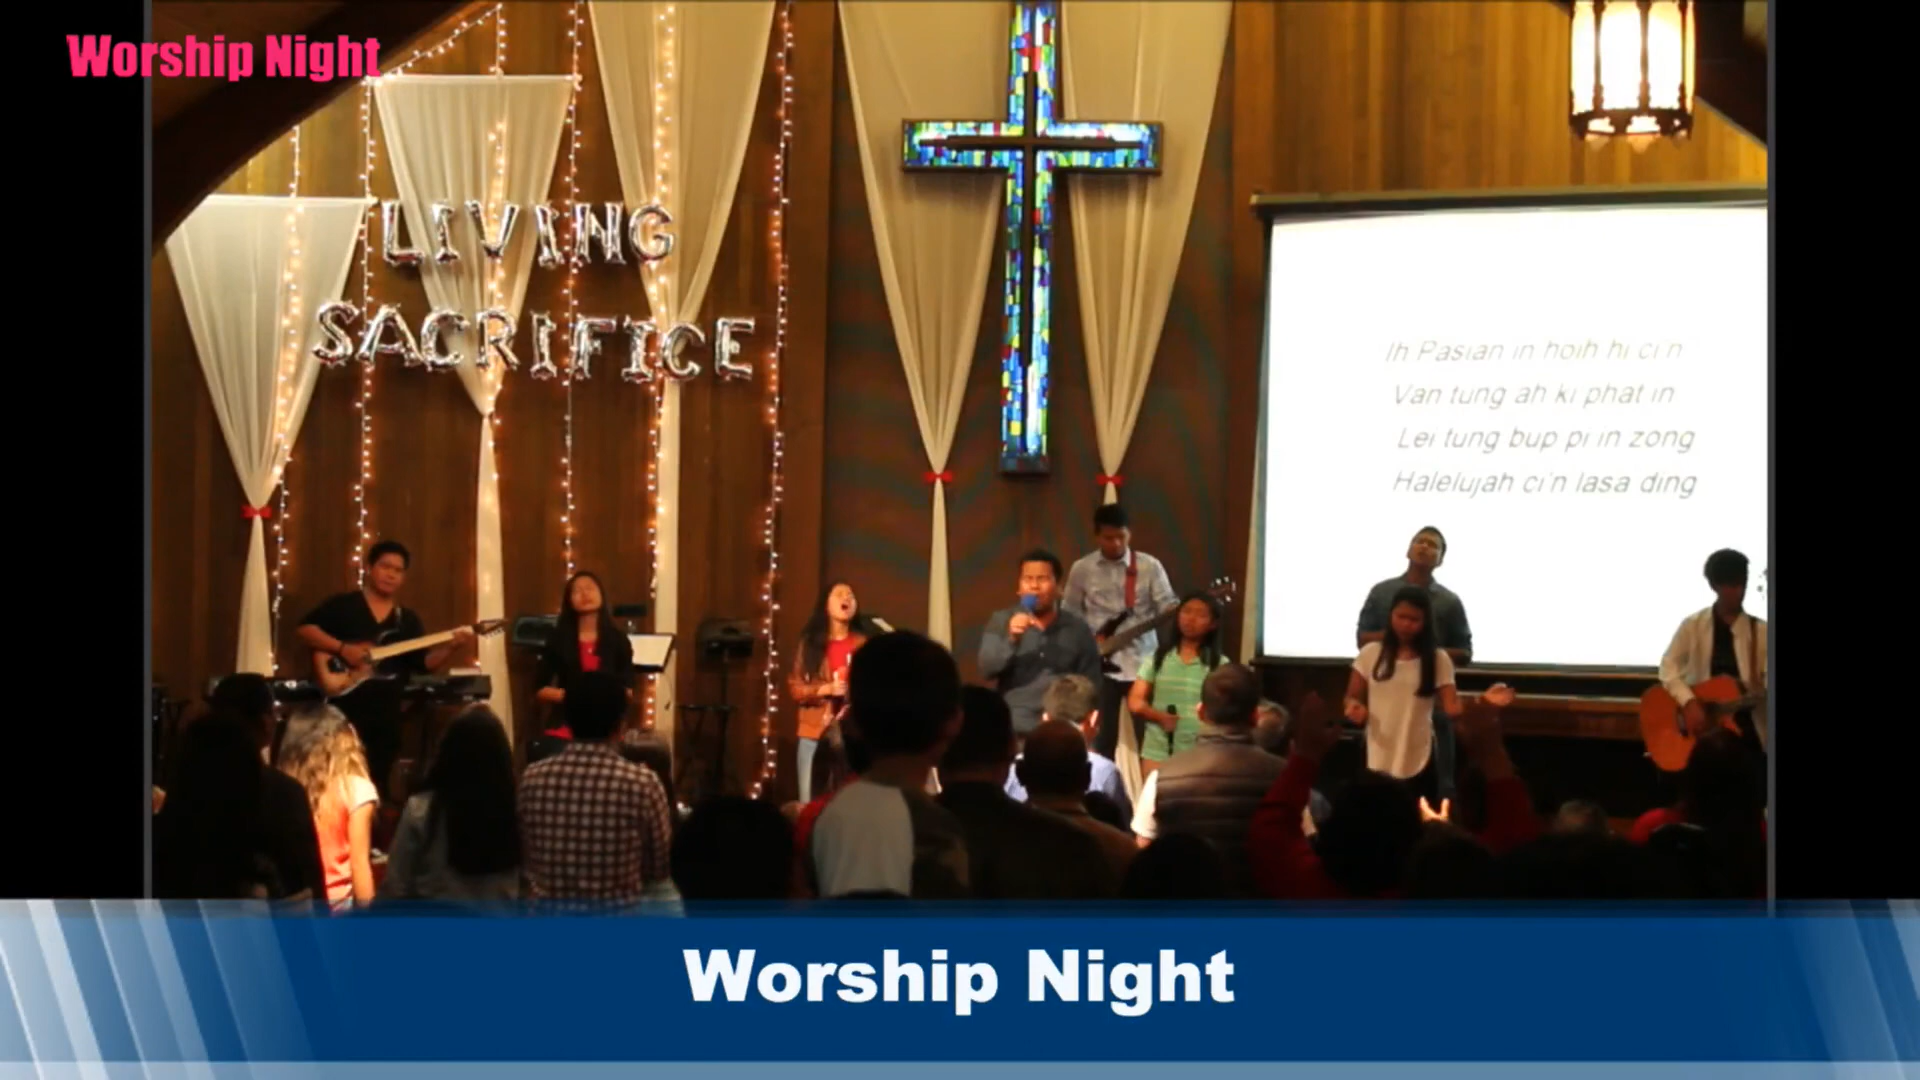 Worship Night
LIVING
SACRIFICE
Ih Pasian in hoih hi ci'n
Van tung ah ki phat in
Lei tung bup pi in zong
Halelujah ci'n lasa ding
Worship Night